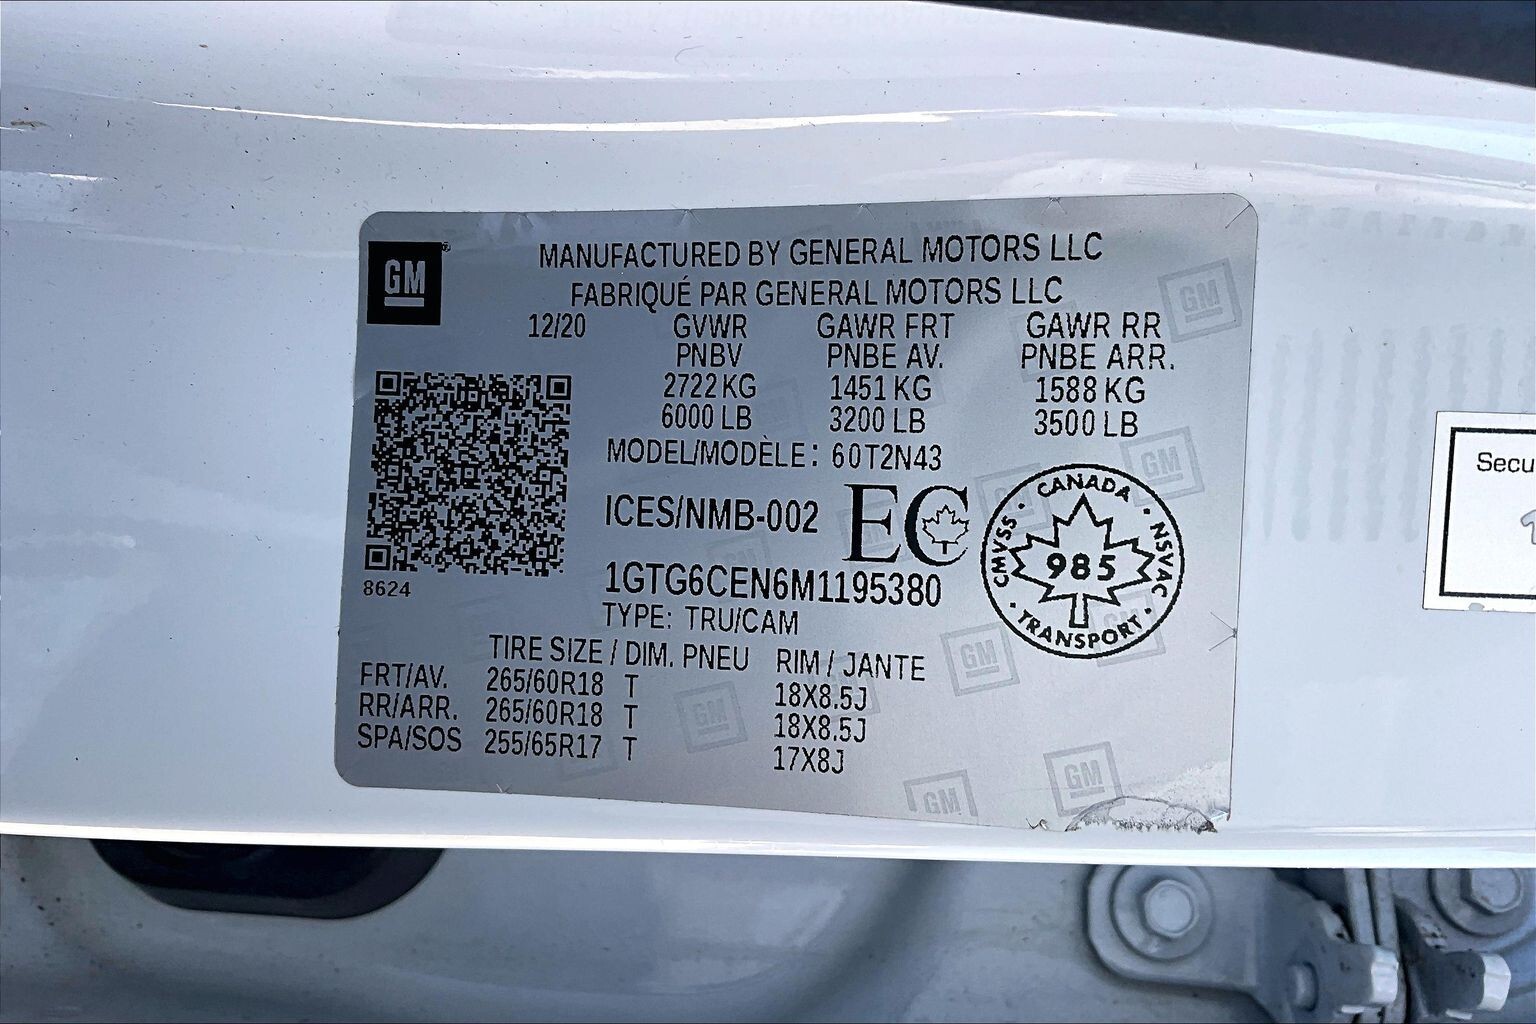 GM
MANUFACTURED BY GENERAL MOTORS LLC
FABRIQUÉ PAR GENERAL MOTORS LLC
12/20 GVWR GAWR FRT GAWR RR
PNBV PNBE AV. PNBE ARR.
2722 KG 1451 KG 1588 KG
6000 LB 3200 LB 3500 LB
MODEL/MODÈLE: 60T2N43
ICES/NMB-002 EC
CANADA
CMVSS 985 NSVAC
TRANSPORT
8624
1GTG6CEN6M1195380
TYPE: TRU/CAM
TIRE SIZE / DIM. PNEU RIM / JANTE
FRT/AV. 265/60R18 T 18X8.5J
RR/ARR. 265/60R18 T 18X8.5J
SPA/SOS 255/65R17 T 17X8J
Secu